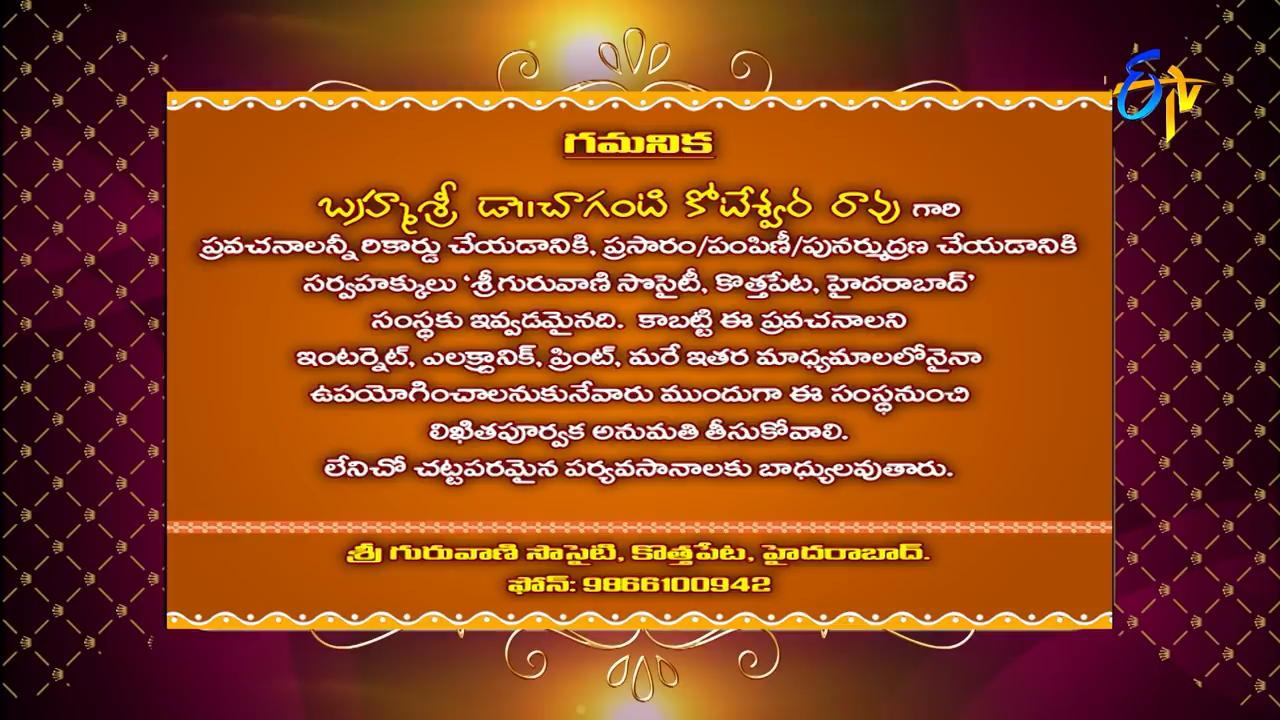 ఈtv
గమనిక
బ్రహ్మశ్రీ డా॥చాగంటి కోటేశ్వర రావు గారి
ప్రవచనాలన్నీ రికార్డు చేయడానికి, ప్రసారం/పంపిణీ/పునర్ముద్రణ చేయడానికి
సర్వహక్కులు ‘శ్రీగురువాణి సొసైటీ, కొత్తపేట, హైదరాబాద్’
సంస్థకు ఇవ్వడమైనది. కాబట్టి ఈ ప్రవచనాలని
ఇంటర్నెట్, ఎలక్ట్రానిక్, ప్రింట్, మరే ఇతర మాధ్యమాలలోనైనా
ఉపయోగించాలనుకునేవారు ముందుగా ఈ సంస్థనుంచి
లిఖితపూర్వక అనుమతి తీసుకోవాలి.
లేనిచో చట్టపరమైన పర్యవసానాలకు బాధ్యులవుతారు.
శ్రీ గురువాణి సొసైటి, కొత్తపేట, హైదరాబాద్.
ఫోన్: 9866100942